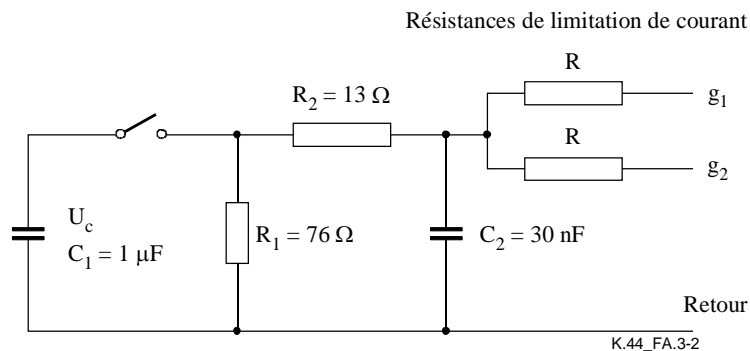 Résistances de limitation de courant
R
g₁
R₂ = 13 Ω
R
g₂
U_c
C₁ = 1 μF
R₁ = 76 Ω
C₂ = 30 nF
Retour
K.44_FA.3-2